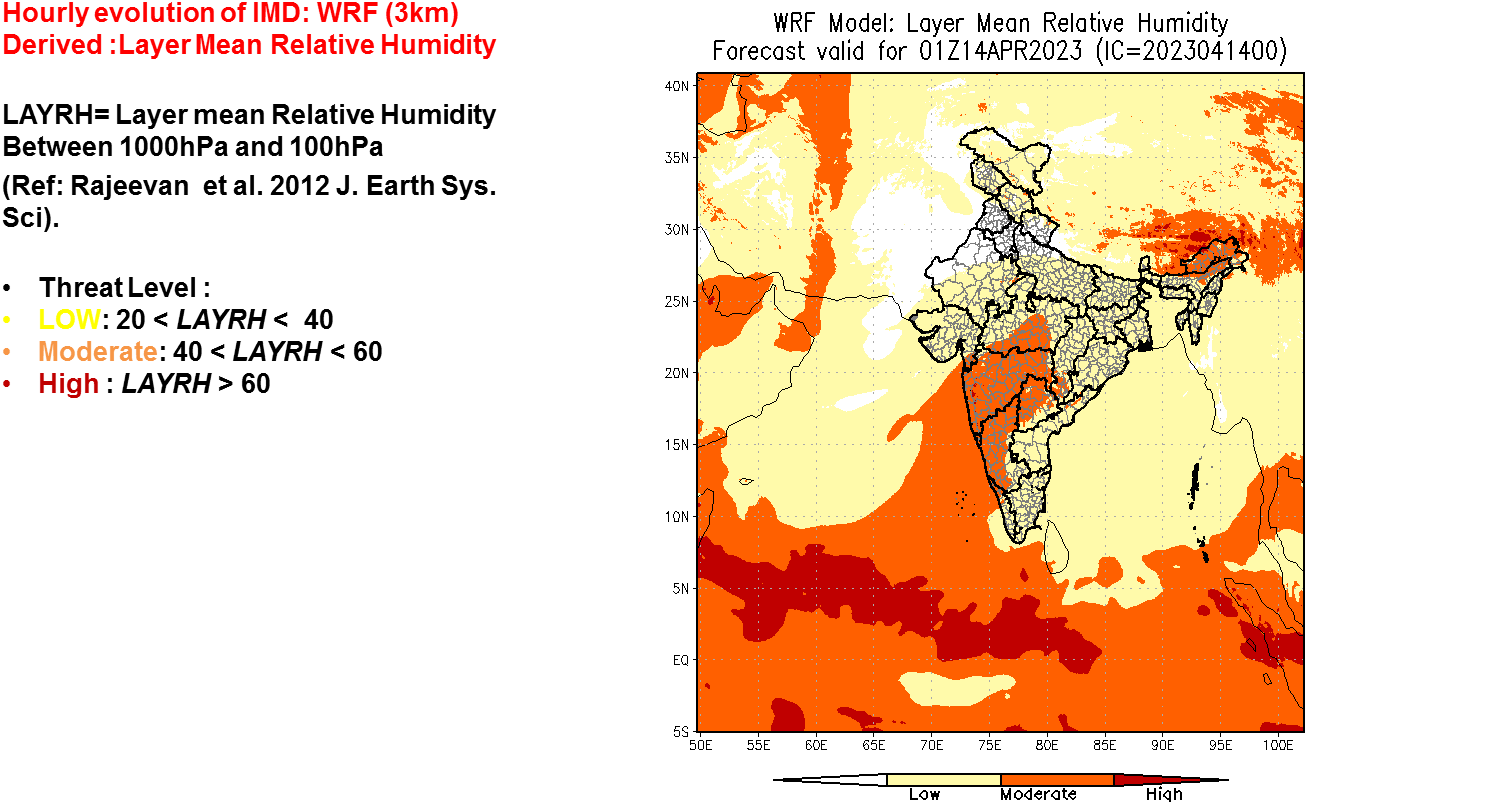 Hourly evolution of IMD: WRF (3km)
Derived :Layer Mean Relative Humidity
LAYRH= Layer mean Relative Humidity
Between 1000hPa and 100hPa
(Ref: Rajeevan et al. 2012 J. Earth Sys.
Sci).
• Threat Level :
• LOW: 20 < LAYRH < 40
• Moderate: 40 < LAYRH < 60
• High : LAYRH > 60
WRF Model: Layer Mean Relative Humidity
Forecast valid for 01Z14APR2023 (IC=2023041400)
40N
35N
30N
25N
20N
15N
10N
5N
EQ
5S
50E 55E 60E 65E 70E 75E 80E 85E 90E 95E 100E
Low Moderate High